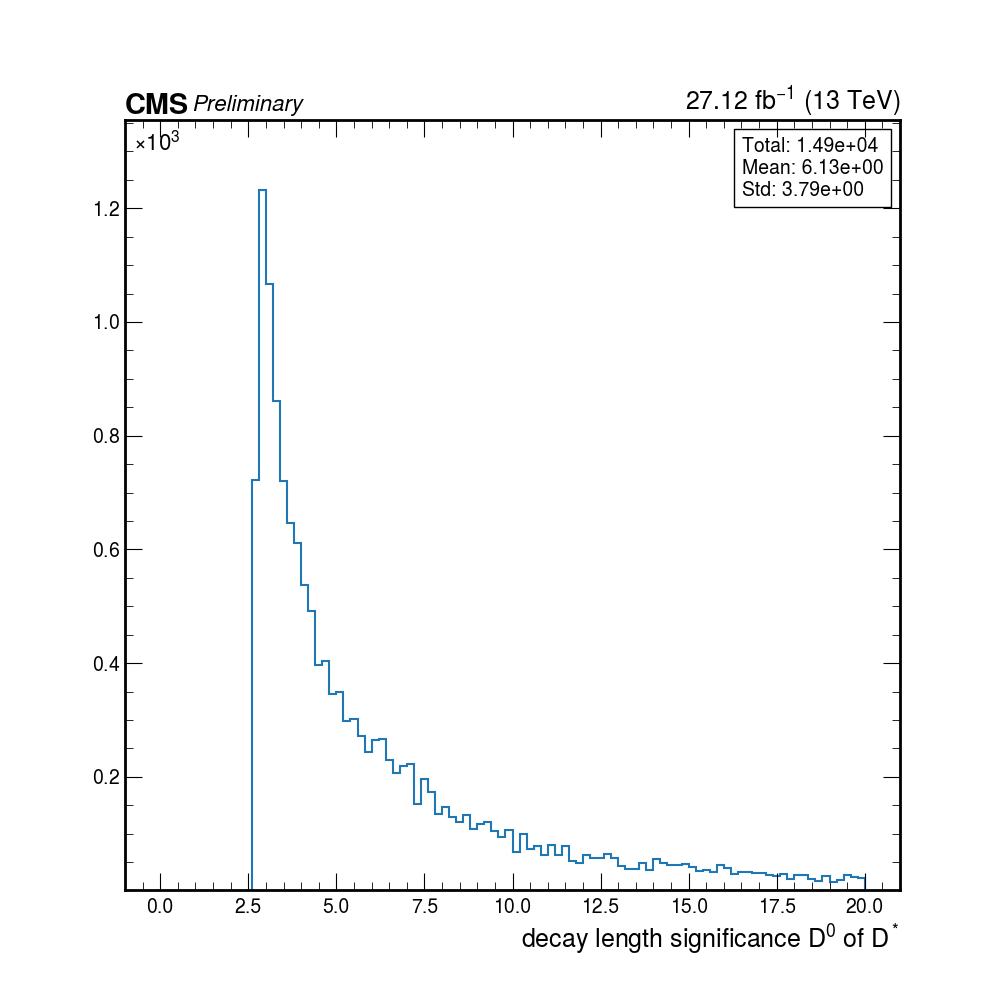 CMS Preliminary 27.12 fb⁻¹ (13 TeV)
×10³
Total: 1.49e+04
Mean: 6.13e+00
Std: 3.79e+00
1.2
1.0
0.8
0.6
0.4
0.2
0.0 2.5 5.0 7.5 10.0 12.5 15.0 17.5 20.0
decay length significance D⁰ of D*